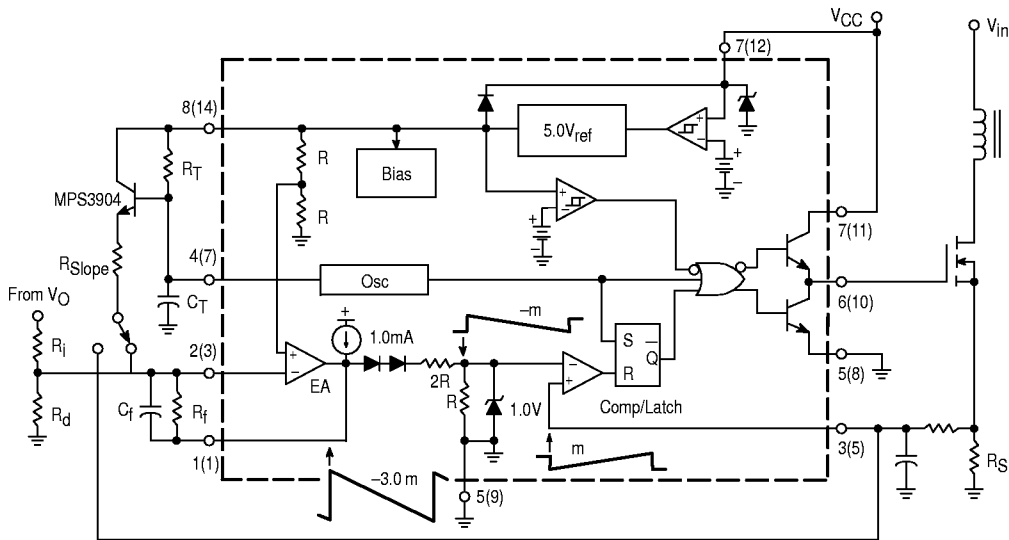 VCC
Vin
7(12)
8(14)
5.0Vref
+
−
+
−
RT
R
Bias
MPS3904
R
+
−
+
−
7(11)
4(7)
RSlope
Osc
6(10)
From VO
CT
+
1.0mA
−m
S
Q
R
Ri
2(3)
+
−
EA
2R
R
−
+
5(8)
Cf
Rf
1.0V
Comp/Latch
Rd
1(1)
m
3(5)
RS
−3.0 m
5(9)